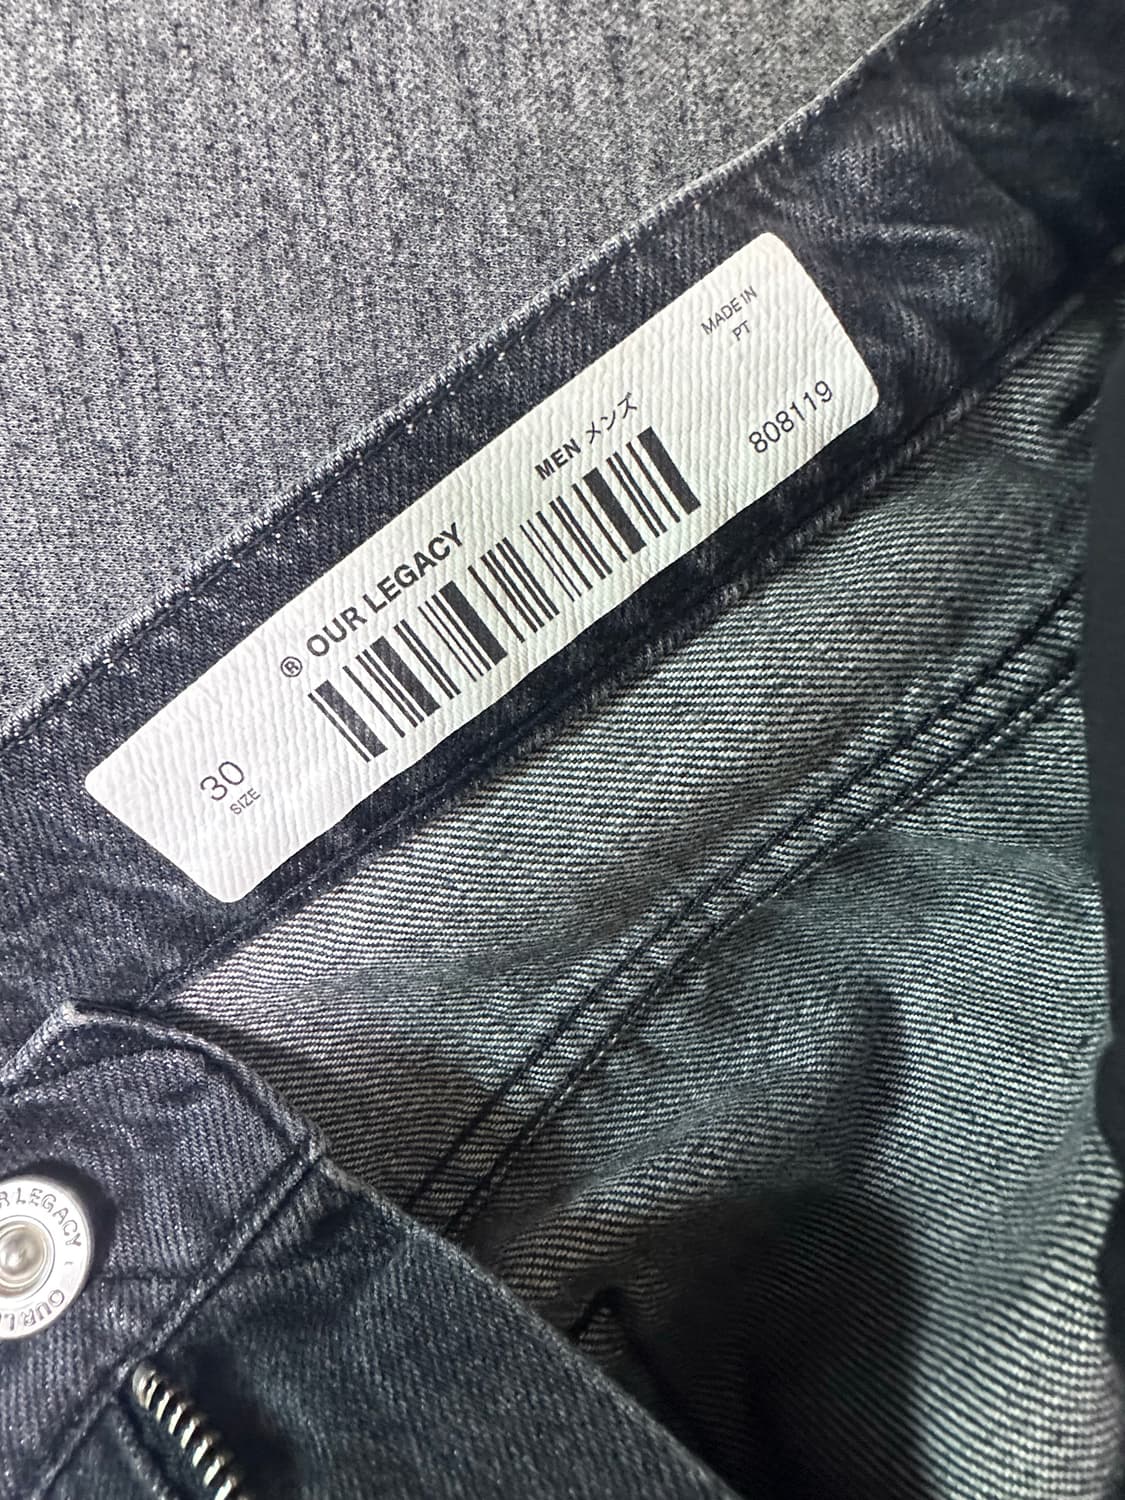 MADE IN
PT
MEN メンズ
808119
® OUR LEGACY
30
SIZE
LEGACY
OUR